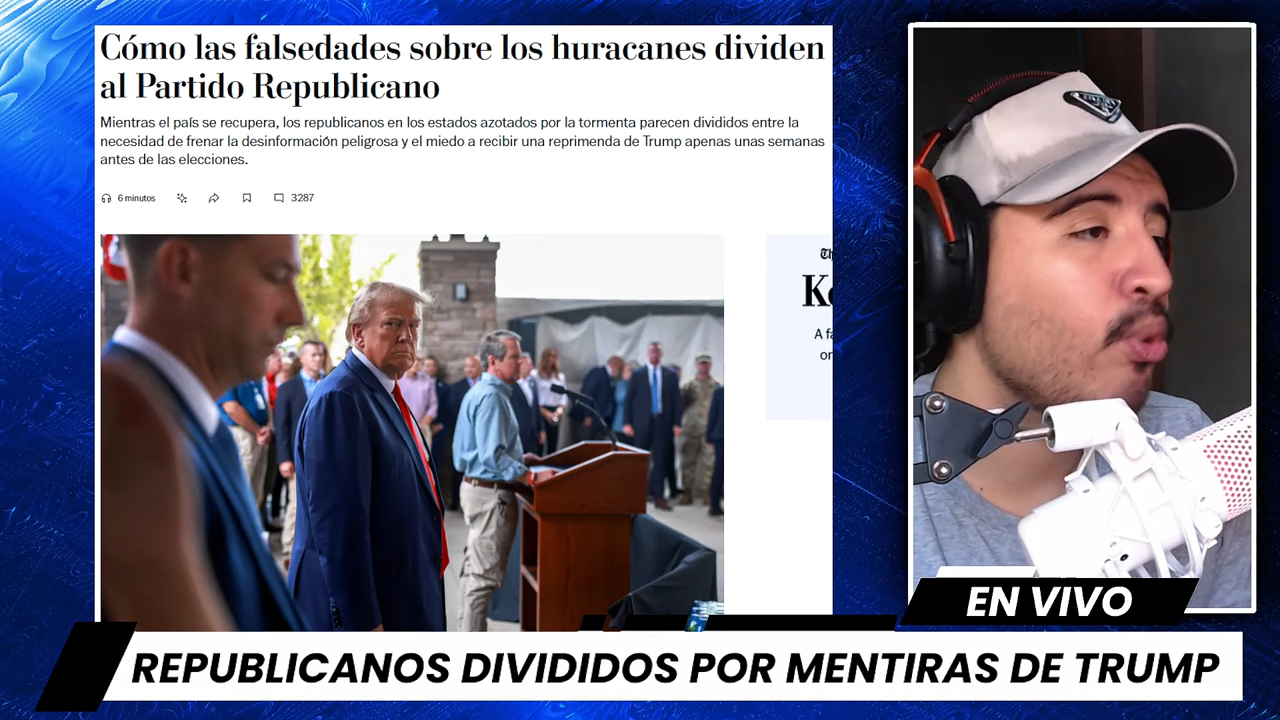 Cómo las falsedades sobre los huracanes dividen
al Partido Republicano
Mientras el país se recupera, los republicanos en los estados azotados por la tormenta parecen divididos entre la
necesidad de frenar la desinformación peligrosa y el miedo a recibir una reprimenda de Trump apenas unas semanas
antes de las elecciones.
6 minutos
3287
EN VIVO
REPUBLICANOS DIVIDIDOS POR MENTIRAS DE TRUMP